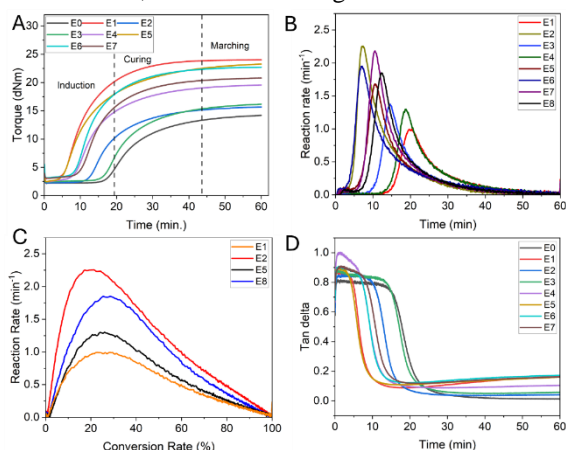 A
E0 E1 E2
E3 E4 E5
E6 E7
Induction
Curing
Marching
Torque (dNm)
30
25
20
15
10
5
0
0 10 20 30 40 50 60
Time (min.)
B
E1
E2
E3
E4
E5
E6
E7
E8
Reaction rate (min⁻¹)
2.5
2.0
1.5
1.0
0.5
0.0
0 10 20 30 40 50 60
Time (min)
C
E1
E2
E5
E8
Reaction Rate (min⁻¹)
2.5
2.0
1.5
1.0
0.5
0.0
0 20 40 60 80 100
Conversion Rate (%)
D
E0
E1
E2
E3
E4
E5
E6
E7
Tan delta
1.2
1.0
0.8
0.6
0.4
0.2
0.0
0 10 20 30 40 50 60
Time (min)